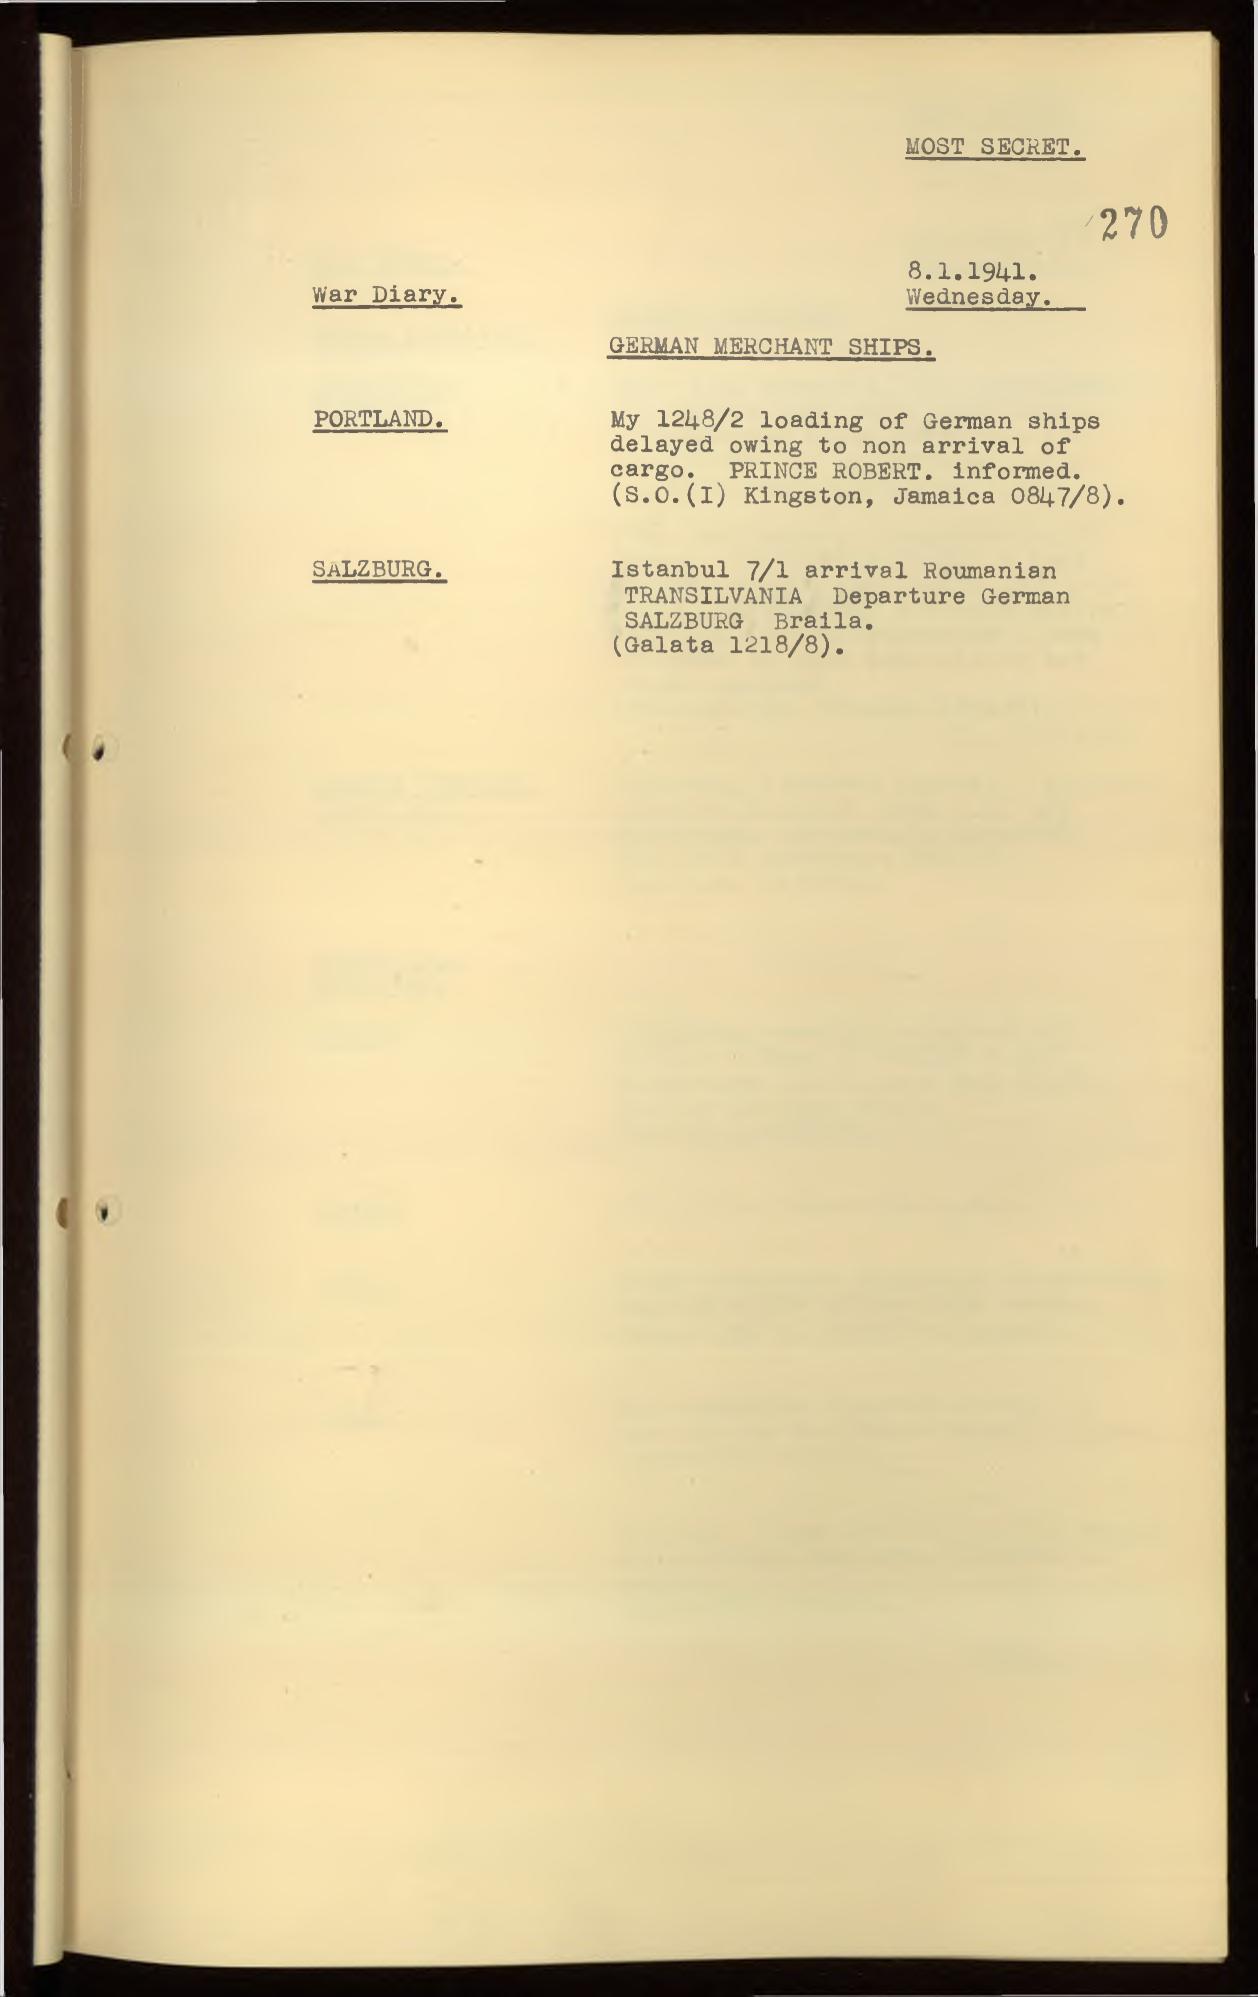 MOST SECRET.
270
8.1.1941.
War Diary.
Wednesday.
GERMAN MERCHANT SHIPS.
PORTLAND.
My 1248/2 loading of German ships
delayed owing to non arrival of
cargo. PRINCE ROBERT. informed.
(S.O.(I) Kingston, Jamaica 0847/8).
SALZBURG.
Istanbul 7/1 arrival Roumanian
TRANSILVANIA Departure German
SALZBURG Braila.
(Galata 1218/8).